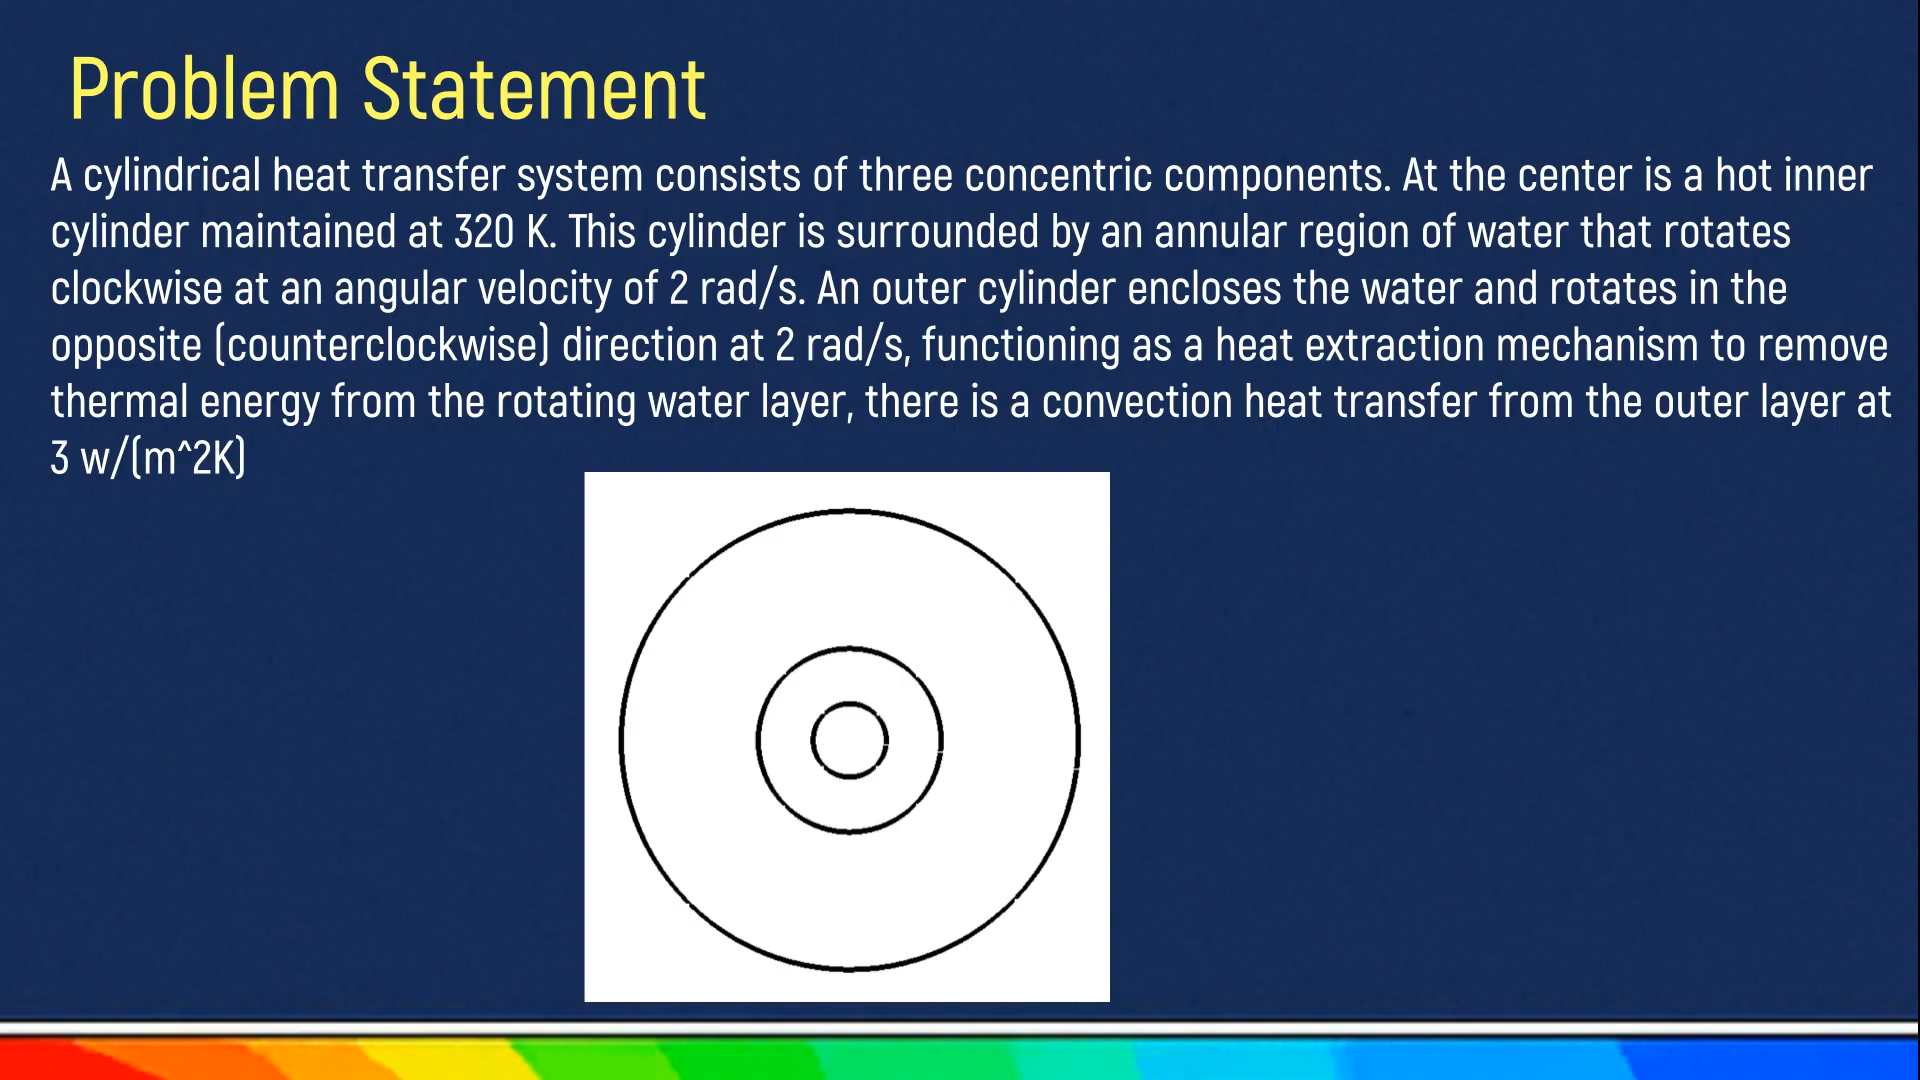 Problem Statement
A cylindrical heat transfer system consists of three concentric components. At the center is a hot inner
cylinder maintained at 320 K. This cylinder is surrounded by an annular region of water that rotates
clockwise at an angular velocity of 2 rad/s. An outer cylinder encloses the water and rotates in the
opposite (counterclockwise) direction at 2 rad/s, functioning as a heat extraction mechanism to remove
thermal energy from the rotating water layer, there is a convection heat transfer from the outer layer at
3 w/(m^2K)